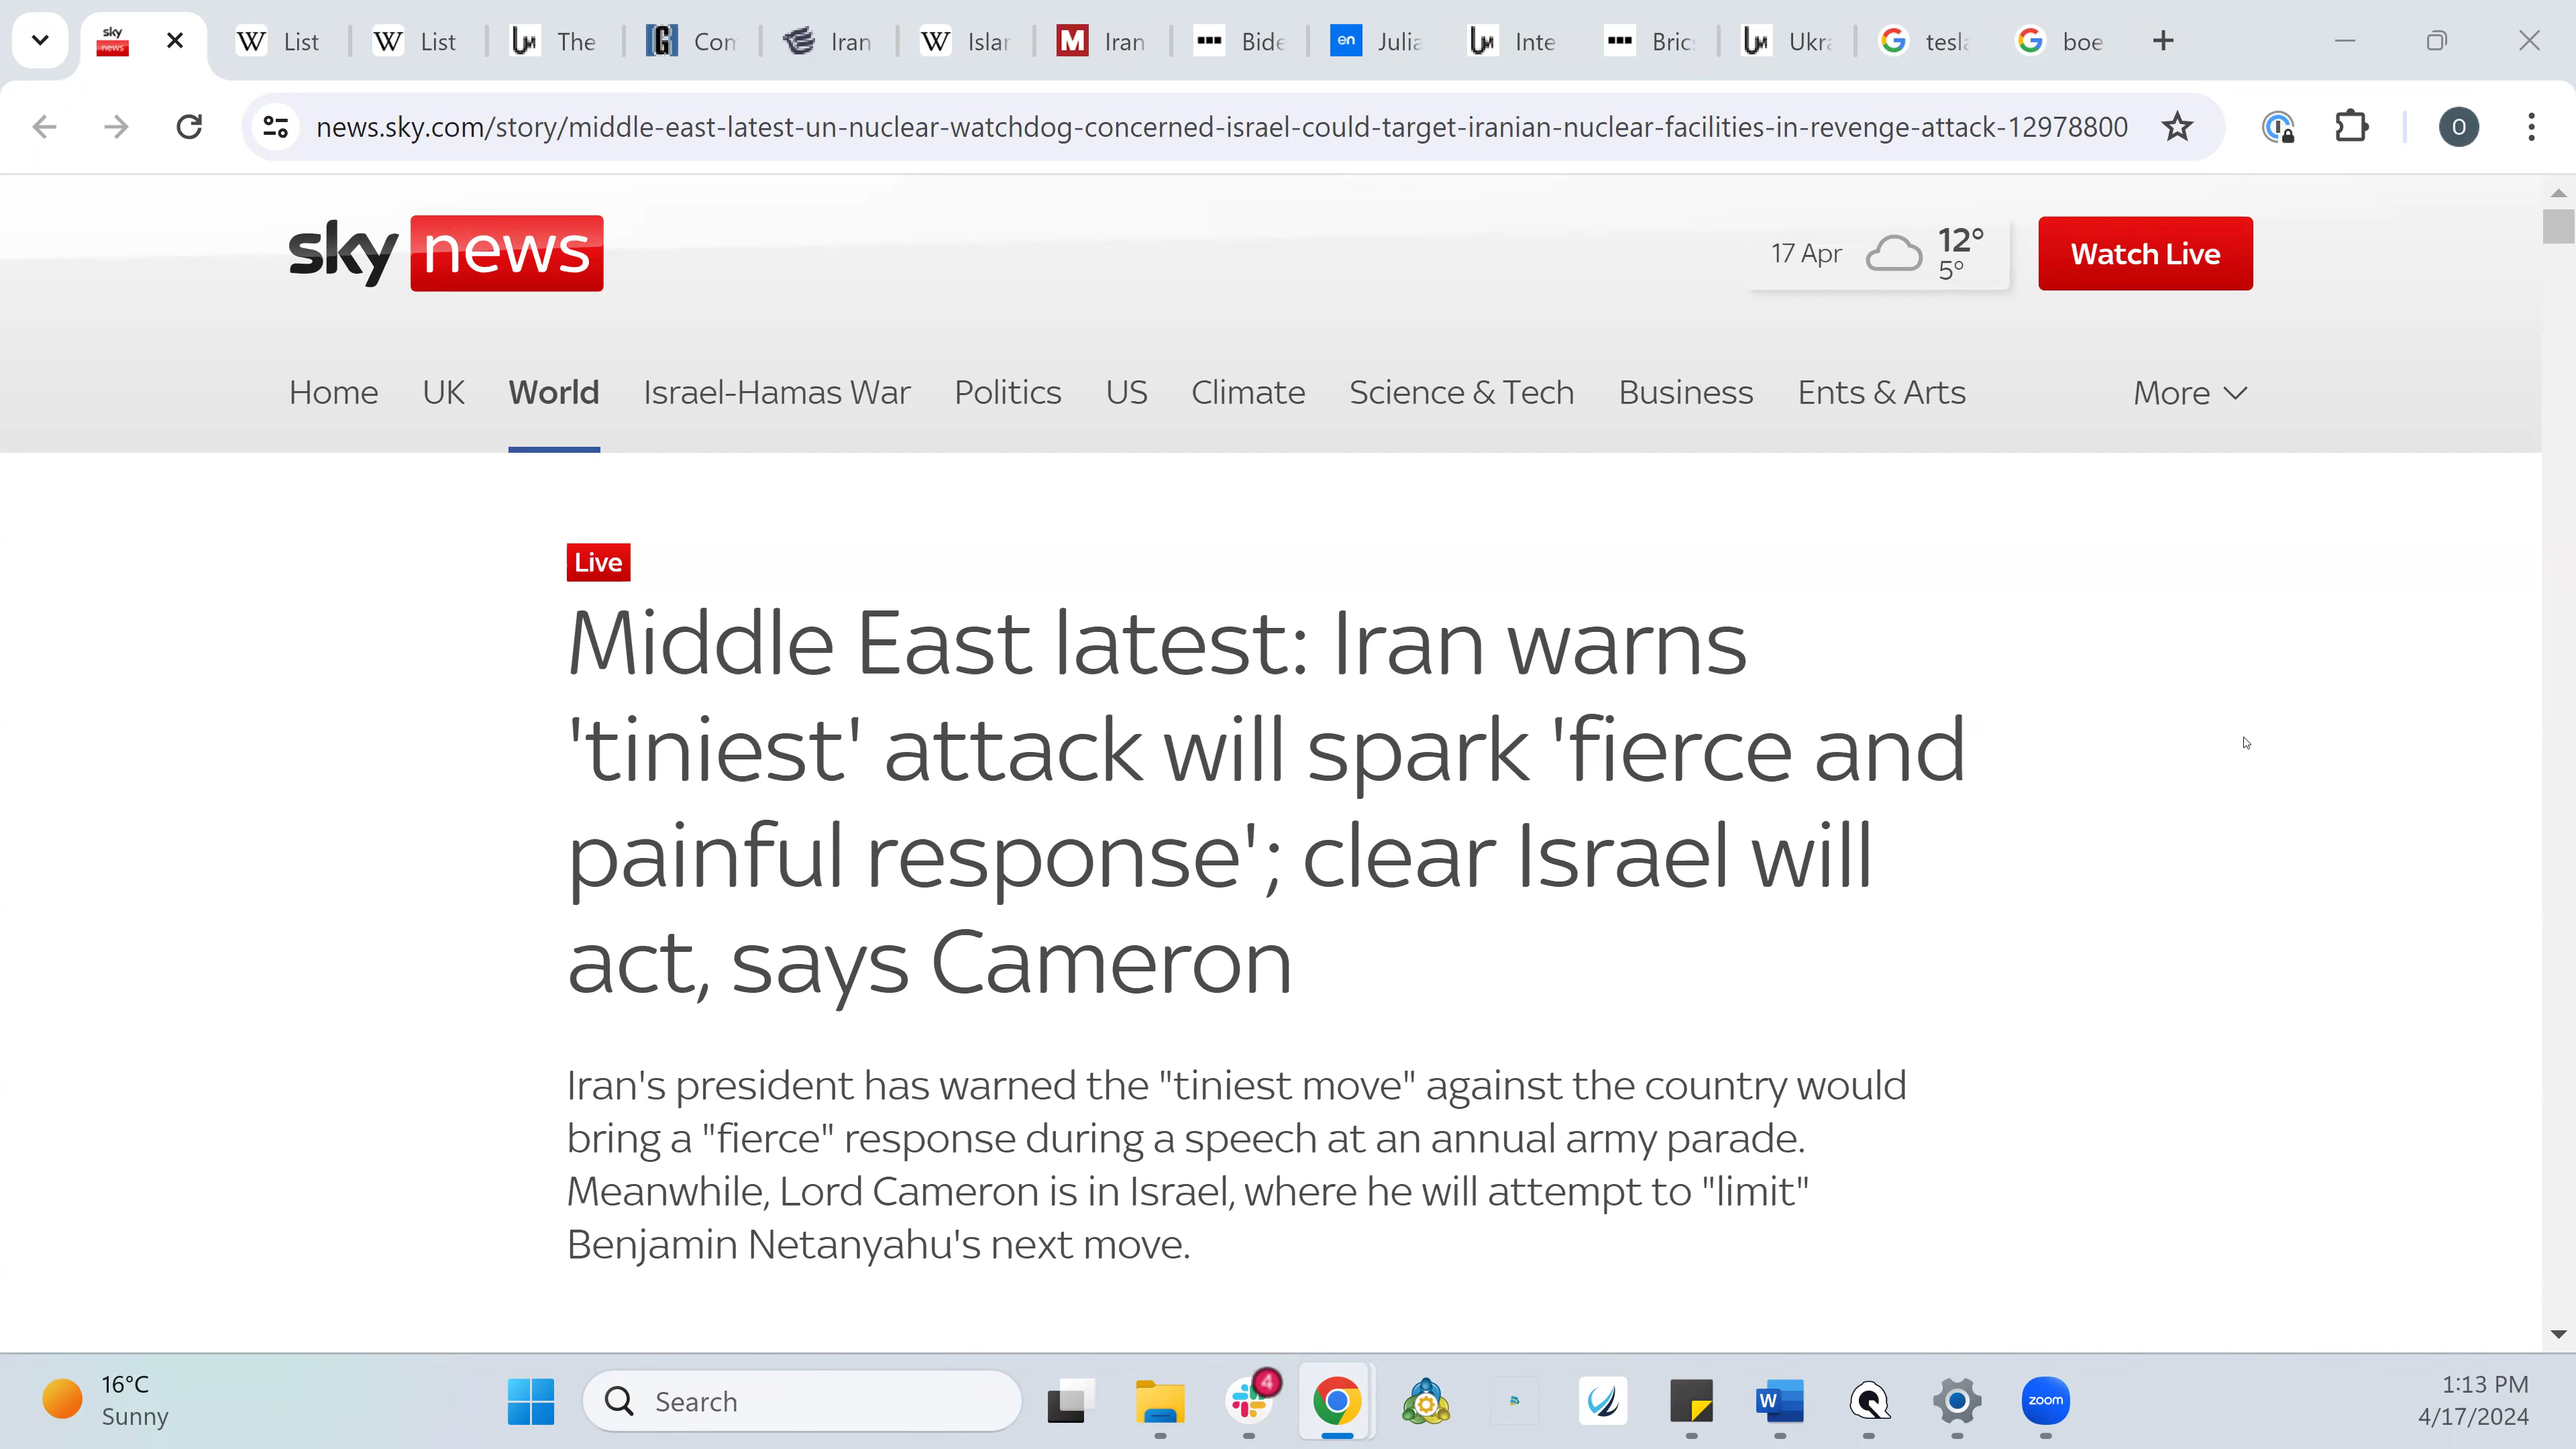 sky
news
List
List
The
Con
Iran
Islar
Iran
Bide
en
Julia
Inte
Brics
Ukra
tesla
boe
news.sky.com/story/middle-east-latest-un-nuclear-watchdog-concerned-israel-could-target-iranian-nuclear-facilities-in-revenge-attack-12978800
O
sky news
17 Apr
12°
5°
Watch Live
Home UK World Israel-Hamas War Politics US Climate Science & Tech Business Ents & Arts More
Live
Middle East latest: Iran warns
'tiniest' attack will spark 'fierce and
painful response'; clear Israel will
act, says Cameron
Iran's president has warned the "tiniest move" against the country would
bring a "fierce" response during a speech at an annual army parade.
Meanwhile, Lord Cameron is in Israel, where he will attempt to "limit"
Benjamin Netanyahu's next move.
16°C
Sunny
Search
4
W
zoom
1:13 PM
4/17/2024